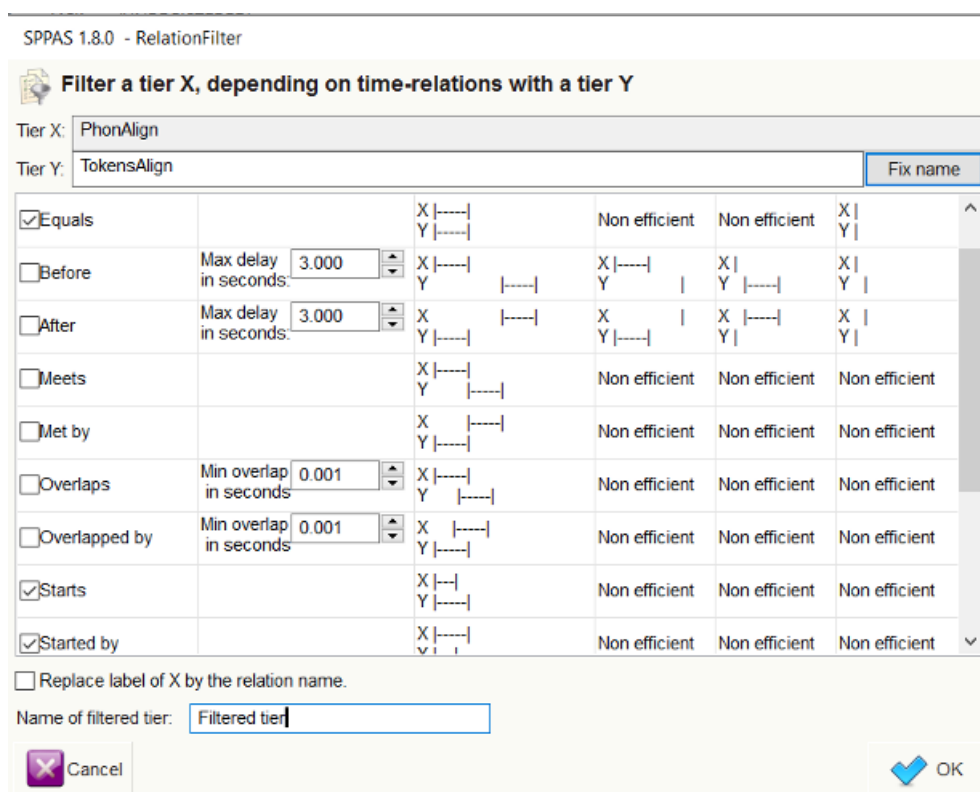 SPPAS 1.8.0 - RelationFilter
Filter a tier X, depending on time-relations with a tier Y
Tier X: PhonAlign
Tier Y: TokensAlign Fix name
Equals X |-----| Non efficient Non efficient X |
Y |-----| Y |
Before Max delay 3.000 X |-----| X |-----| X | X |
in seconds: Y |-----| Y | Y |-----| Y |
After Max delay 3.000 X |-----| X | X |-----| X |
in seconds: Y |-----| Y |-----| Y | Y |
Meets X |-----| Non efficient Non efficient Non efficient
Y |-----|
Met by X |-----| Non efficient Non efficient Non efficient
Y |-----|
Overlaps Min overlap 0.001 X |-----| Non efficient Non efficient Non efficient
in seconds Y |-----|
Overlapped by Min overlap 0.001 X |-----| Non efficient Non efficient Non efficient
in seconds Y |-----|
Starts X |---| Non efficient Non efficient Non efficient
Y |-----|
Started by X |-----| Non efficient Non efficient Non efficient
Replace label of X by the relation name.
Name of filtered tier: Filtered tier
Cancel OK